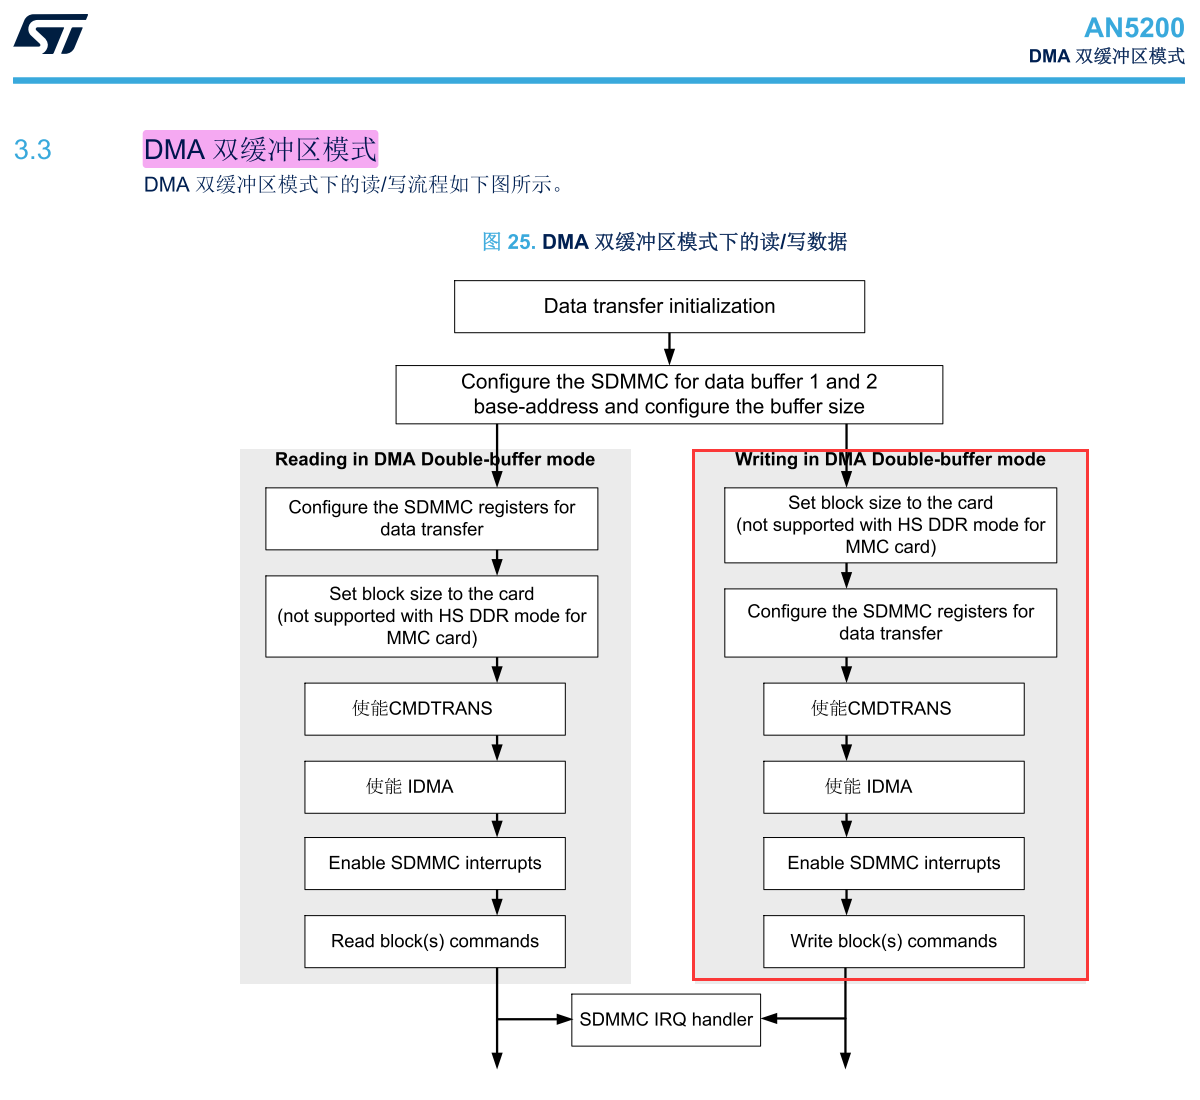 ST
AN5200
DMA 双缓冲区模式
3.3 DMA 双缓冲区模式
DMA 双缓冲区模式下的读/写流程如下图所示。
图 25. DMA 双缓冲区模式下的读/写数据
Data transfer initialization
Configure the SDMMC for data buffer 1 and 2
base-address and configure the buffer size
Reading in DMA Double-buffer mode
Configure the SDMMC registers for
data transfer
Set block size to the card
(not supported with HS DDR mode for
MMC card)
使能CMDTRANS
使能 IDMA
Enable SDMMC interrupts
Read block(s) commands
Writing in DMA Double-buffer mode
Set block size to the card
(not supported with HS DDR mode for
MMC card)
Configure the SDMMC registers for
data transfer
使能CMDTRANS
使能 IDMA
Enable SDMMC interrupts
Write block(s) commands
SDMMC IRQ handler